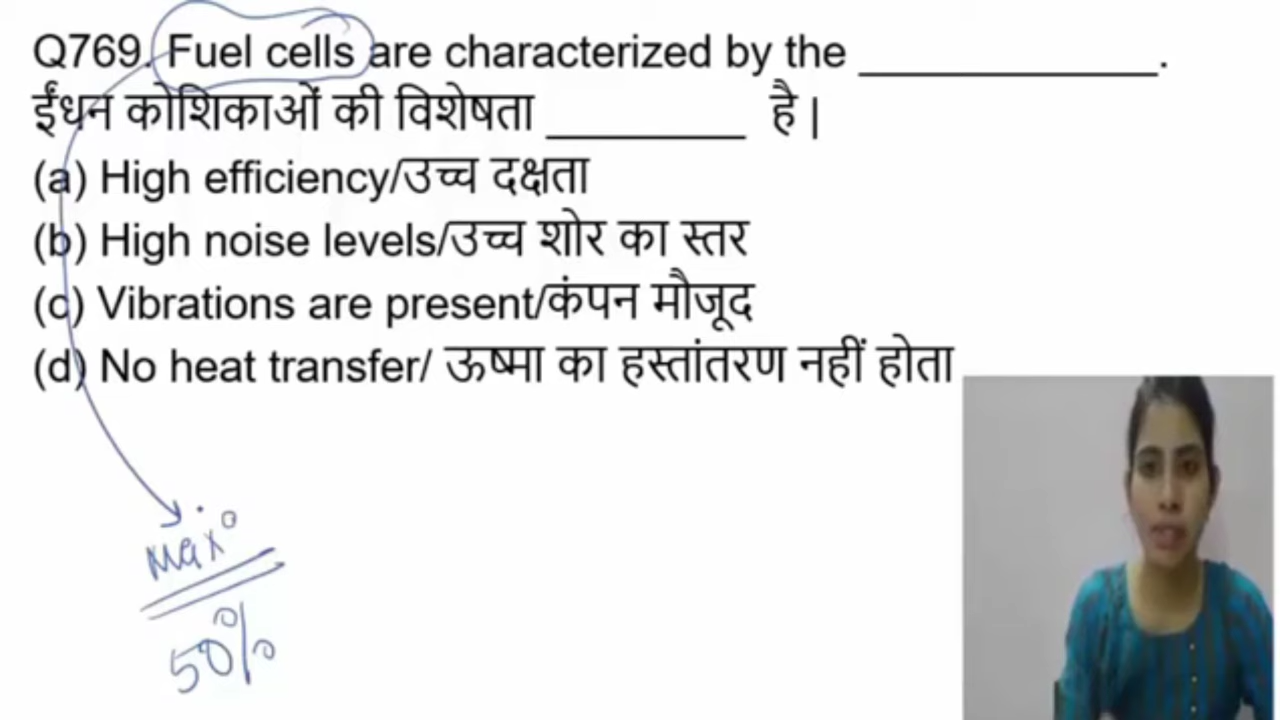 Q769. Fuel cells are characterized by the _____________.
ईंधन कोशिकाओं की विशेषता ________ है |
(a) High efficiency/उच्च दक्षता
(b) High noise levels/उच्च शोर का स्तर
(c) Vibrations are present/कंपन मौजूद
(d) No heat transfer/ ऊष्मा का हस्तांतरण नहीं होता
Max°
50%